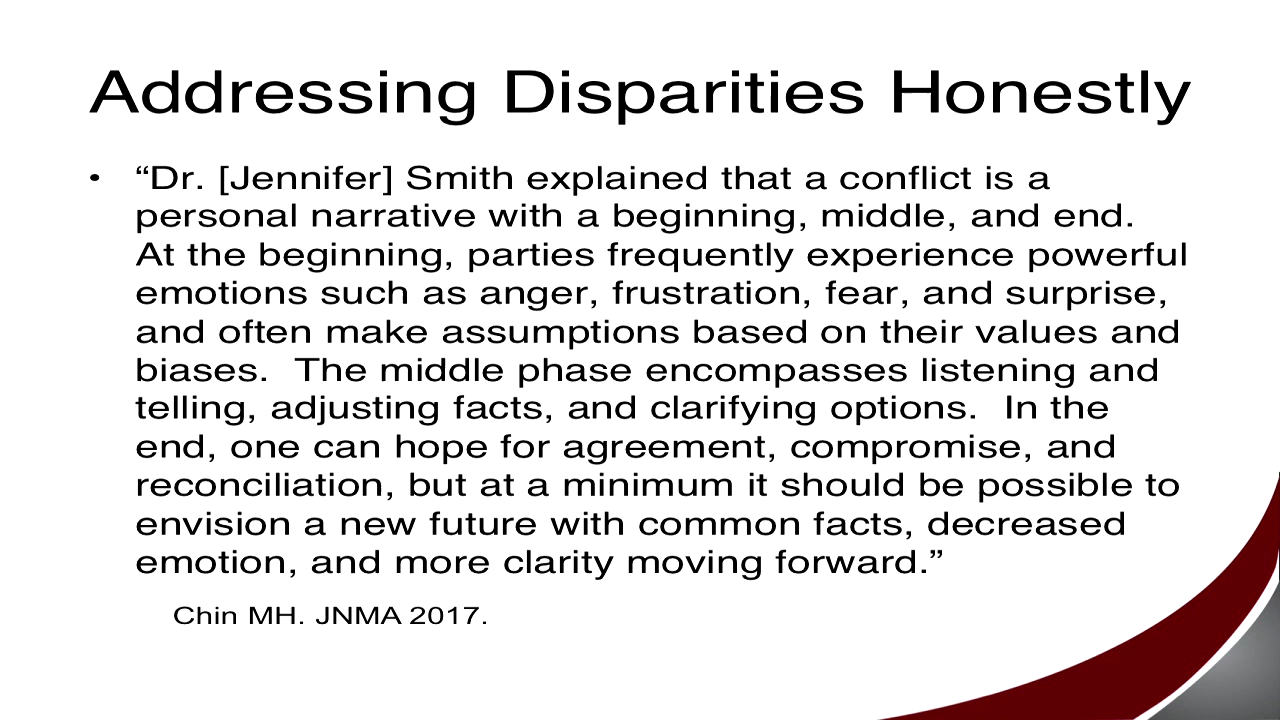 Addressing Disparities Honestly
• “Dr. [Jennifer] Smith explained that a conflict is a
personal narrative with a beginning, middle, and end.
At the beginning, parties frequently experience powerful
emotions such as anger, frustration, fear, and surprise,
and often make assumptions based on their values and
biases.  The middle phase encompasses listening and
telling, adjusting facts, and clarifying options.  In the
end, one can hope for agreement, compromise, and
reconciliation, but at a minimum it should be possible to
envision a new future with common facts, decreased
emotion, and more clarity moving forward.”
Chin MH. JNMA 2017.